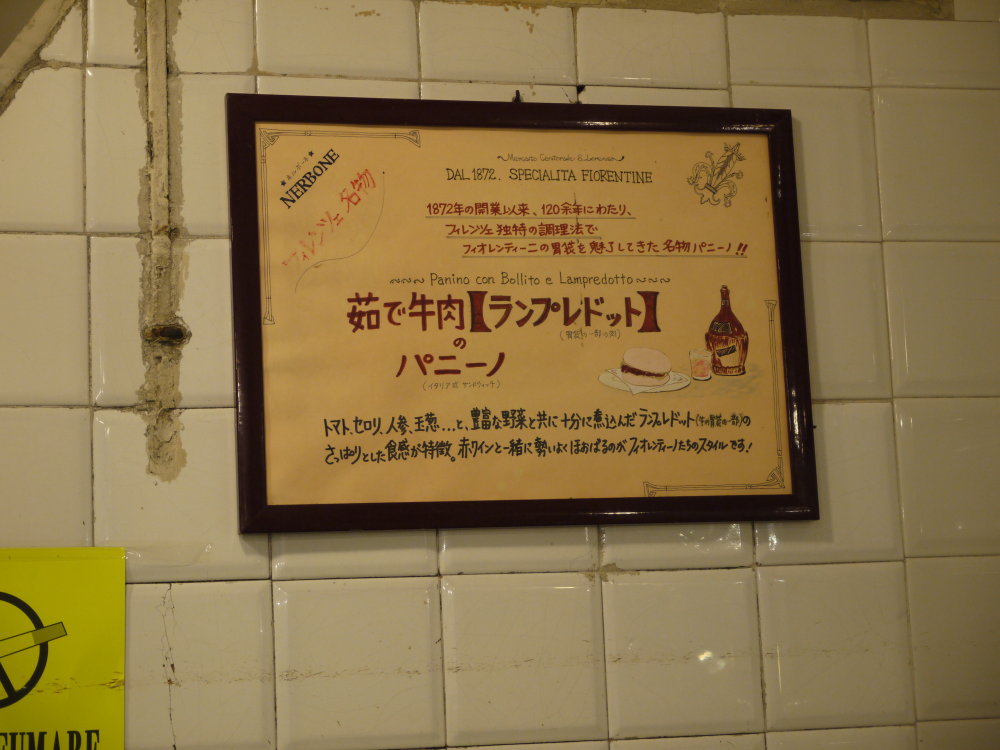 Mercato Centrale S. Lorenzo
DAL 1872. SPECIALITA FIORENTINE
★ネルボーネ★
NERBONE
フィレンツェ名物
1872年の開業以来、120余年にわたり、
フィレンツェ独特の調理法で
フィオレンティーニの胃袋を魅了してきた名物パニーノ!!
~~~ Panino con Bollito e Lampredotto ~~~
茹で牛肉【ランプレドット】
(胃袋の一部の州)
の
パニーノ
(イタリア式 サンドウィッチ)
トマト、セロリ、人参、玉葱...と、豊富な野菜と共に十分に煮込んだランプレドット(牛の胃袋の一部)の
さっぱりとした食感が特徴。赤ワインと一緒に勢いよくほおばるのがフィオレンティーノたちのスタイルです!
FUMARE